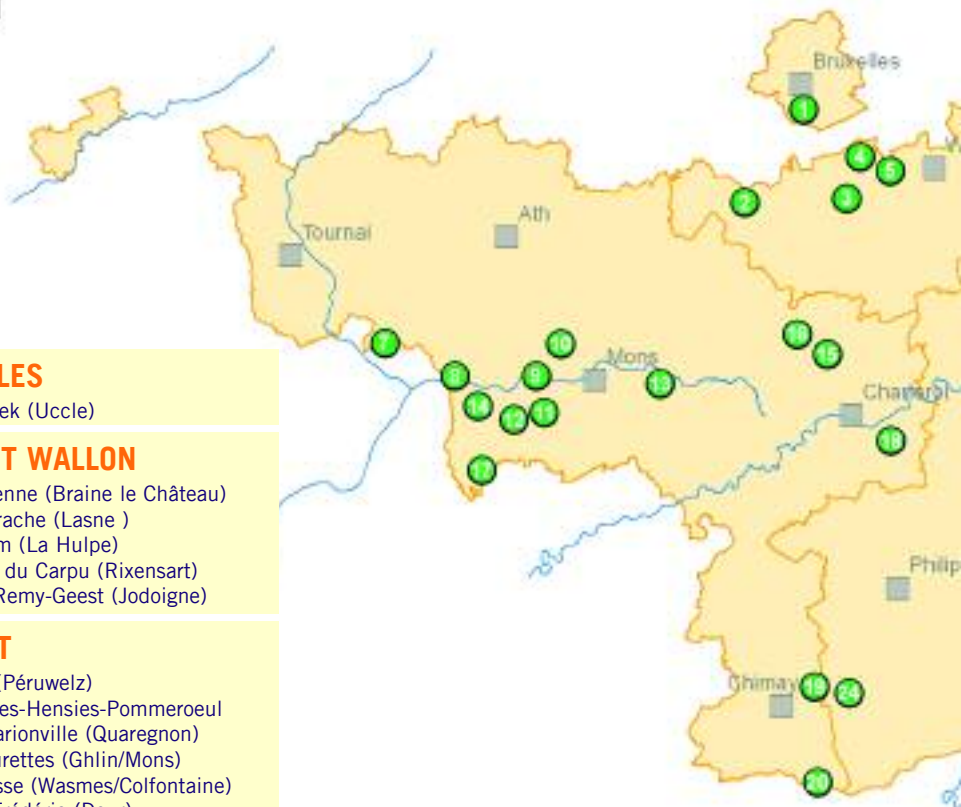 Bruxelles
1
4
5
W
2
3
Ath
Tournai
7
16
15
10
Mons
8
9
13
Charleroi
14
12
11
18
17
Philip
Chimay
19
24
20
LES
ek (Uccle)
T WALLON
enne (Braine le Château)
rache (Lasne )
m (La Hulpe)
du Carpu (Rixensart)
Remy-Geest (Jodoigne)
T
(Péruwelz)
es-Hensies-Pommeroeul
arionville (Quaregnon)
urettes (Ghlin/Mons)
sse (Wasmes/Colfontaine)